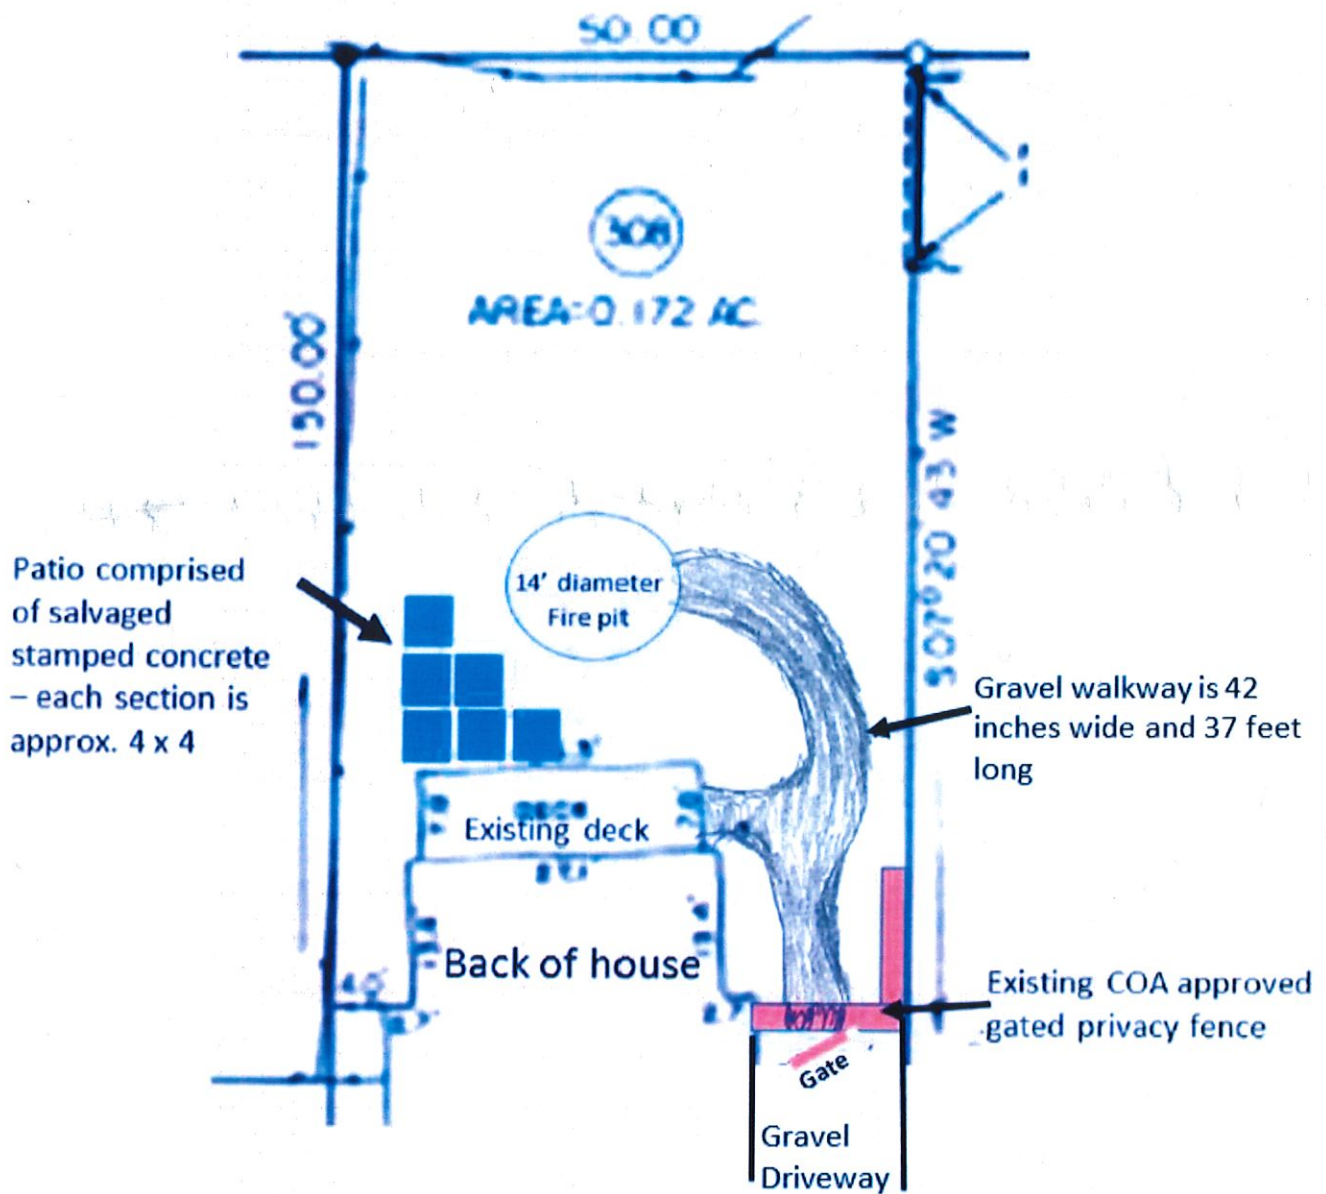 50.00
308
AREA=0.172 AC.
150.00'
S07° 20' 43" W
Patio comprised
of salvaged
stamped concrete
– each section is
approx. 4 x 4
14' diameter
Fire pit
Gravel walkway is 42
inches wide and 37 feet
long
Existing deck
Back of house
Existing COA approved
gated privacy fence
Gate
Gravel
Driveway